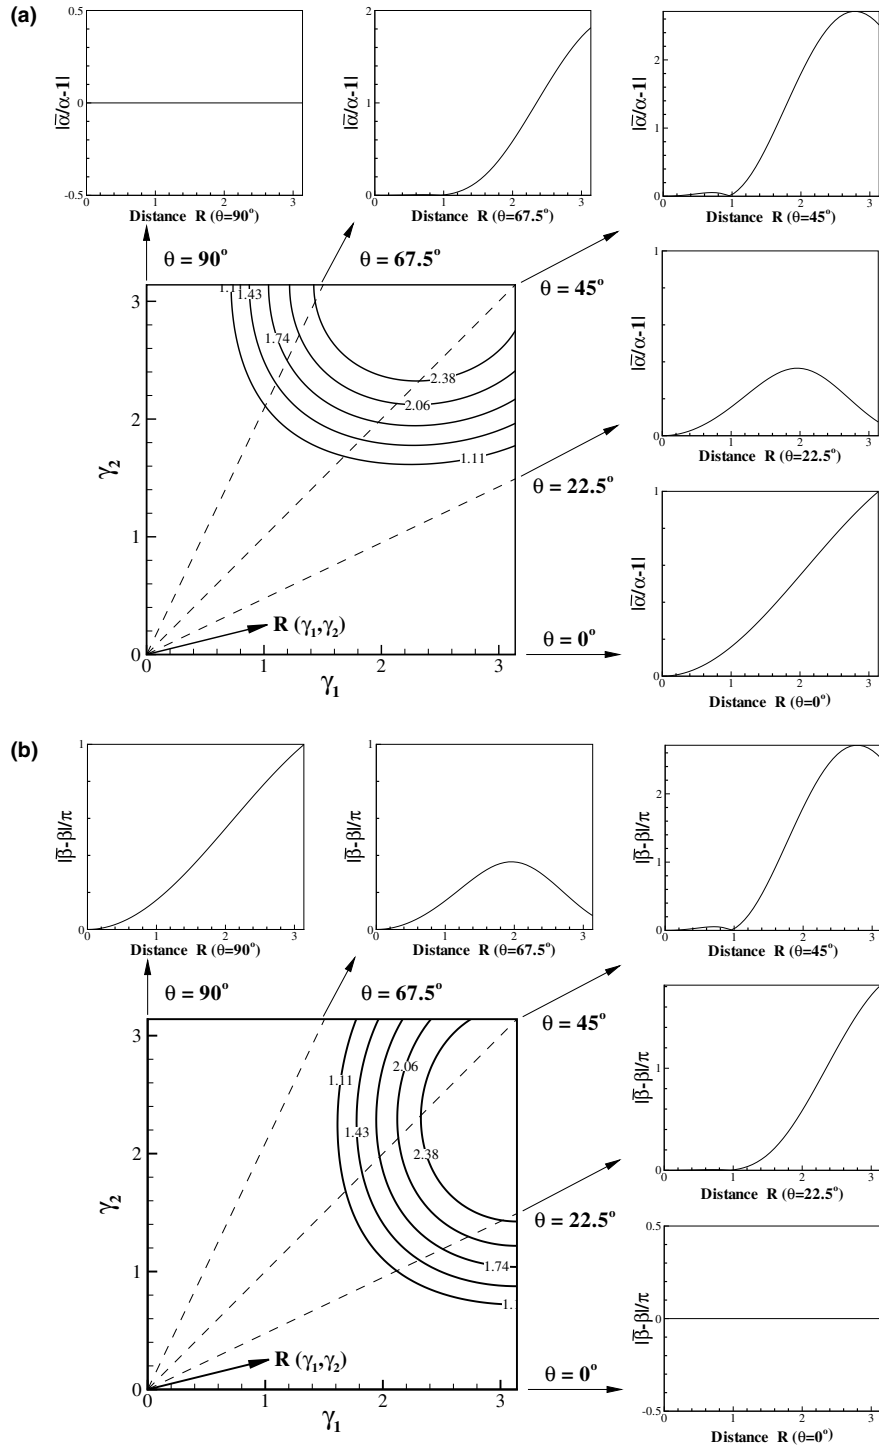 (a)
0.5
0
-0.5
|α̅/α-1|
0 1 2 3
Distance R (θ=90°)
2
1
0
|α̅/α-1|
0 1 2 3
Distance R (θ=67.5°)
2
1
0
|α̅/α-1|
0 1 2 3
Distance R (θ=45°)
θ = 90°
θ = 67.5°
θ = 45°
1
0
|α̅/α-1|
0 1 2 3
Distance R (θ=22.5°)
θ = 22.5°
1
0
|α̅/α-1|
0 1 2 3
Distance R (θ=0°)
θ = 0°
3
2
1
0
γ₂
1.1
1.43
1.74
2.38
2.06
1.11
R (γ₁,γ₂)
0 1 2 3
γ₁
(b)
1
0
|β̅-β|/π
0 1 2 3
Distance R (θ=90°)
1
0
|β̅-β|/π
0 1 2 3
Distance R (θ=67.5°)
2
1
0
|β̅-β|/π
0 1 2 3
Distance R (θ=45°)
θ = 90°
θ = 67.5°
θ = 45°
1
0
|β̅-β|/π
0 1 2 3
Distance R (θ=22.5°)
θ = 22.5°
0.5
0
-0.5
|β̅-β|/π
0 1 2 3
Distance R (θ=0°)
θ = 0°
3
2
1
0
γ₂
2.06
1.11
1.43
2.38
1.74
1.
R (γ₁,γ₂)
0 1 2 3
γ₁